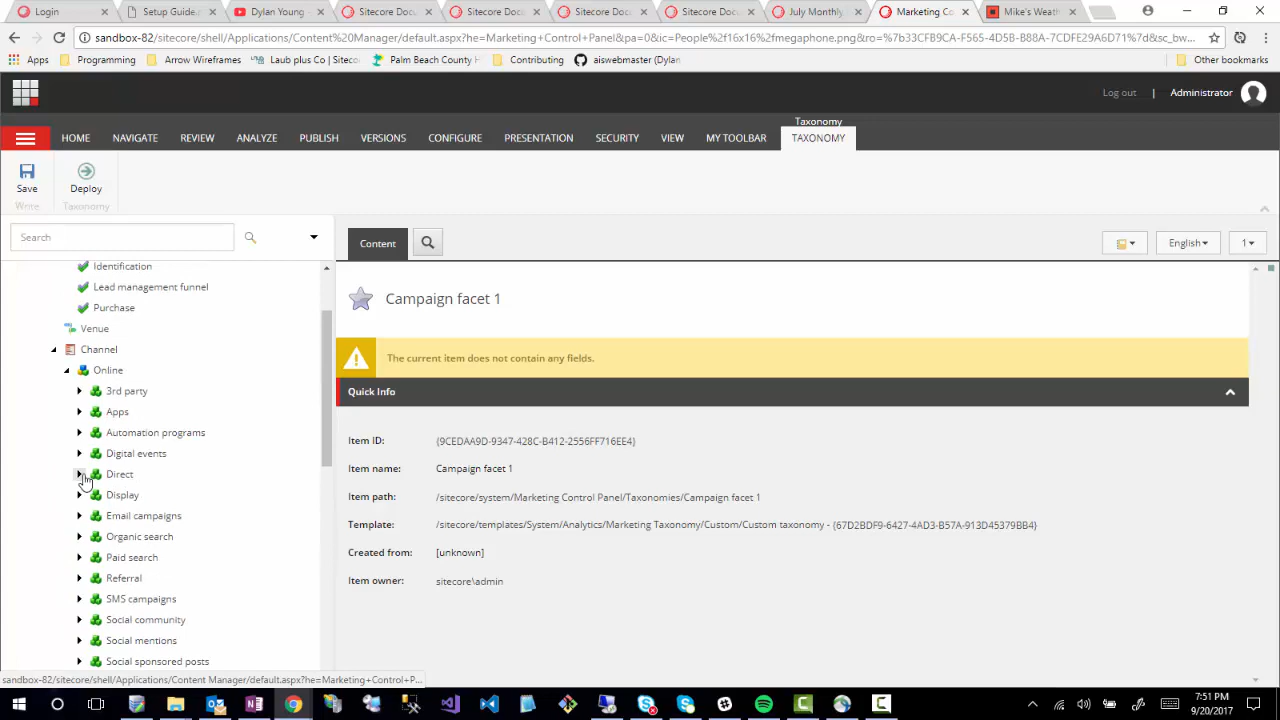 Login
Setup Guide.p
Dylan Young -
Sitecore Doc
Sitecore Doc
Sitecore Doc
Sitecore Doc
July Monthly
Marketing Co
Mike's Weath
sandbox-82/sitecore/shell/Applications/Content%20Manager/default.aspx?he=Marketing+Control+Panel&pa=0&ic=People%2f16x16%2fmegaphone.png&ro=%7b33CFB9CA-F565-4D5B-B88A-7CDFE29A6D71%7d&sc_bw...
Apps
Programming
Arrow Wireframes
Laub plus Co | Siteco
Palm Beach County H
Contributing
aiswebmaster (Dylan
Other bookmarks
Log out | Administrator
Taxonomy
HOME NAVIGATE REVIEW ANALYZE PUBLISH VERSIONS CONFIGURE PRESENTATION SECURITY VIEW MY TOOLBAR TAXONOMY
Save Deploy
Write Taxonomy
Search
Content
English
1
Identification
Lead management funnel
Purchase
Venue
Channel
Online
3rd party
Apps
Automation programs
Digital events
Direct
Display
Email campaigns
Organic search
Paid search
Referral
SMS campaigns
Social community
Social mentions
Social sponsored posts
Campaign facet 1
The current item does not contain any fields.
Quick Info
Item ID: {9CEDAA9D-9347-428C-B412-2556FF716EE4}
Item name: Campaign facet 1
Item path: /sitecore/system/Marketing Control Panel/Taxonomies/Campaign facet 1
Template: /sitecore/templates/System/Analytics/Marketing Taxonomy/Custom/Custom taxonomy - {67D2BDF9-6427-4AD3-B57A-913D45379BB4}
Created from: [unknown]
Item owner: sitecore\admin
sandbox-82/sitecore/shell/Applications/Content Manager/default.aspx?he=Marketing+Control+P...
7:51 PM
9/20/2017